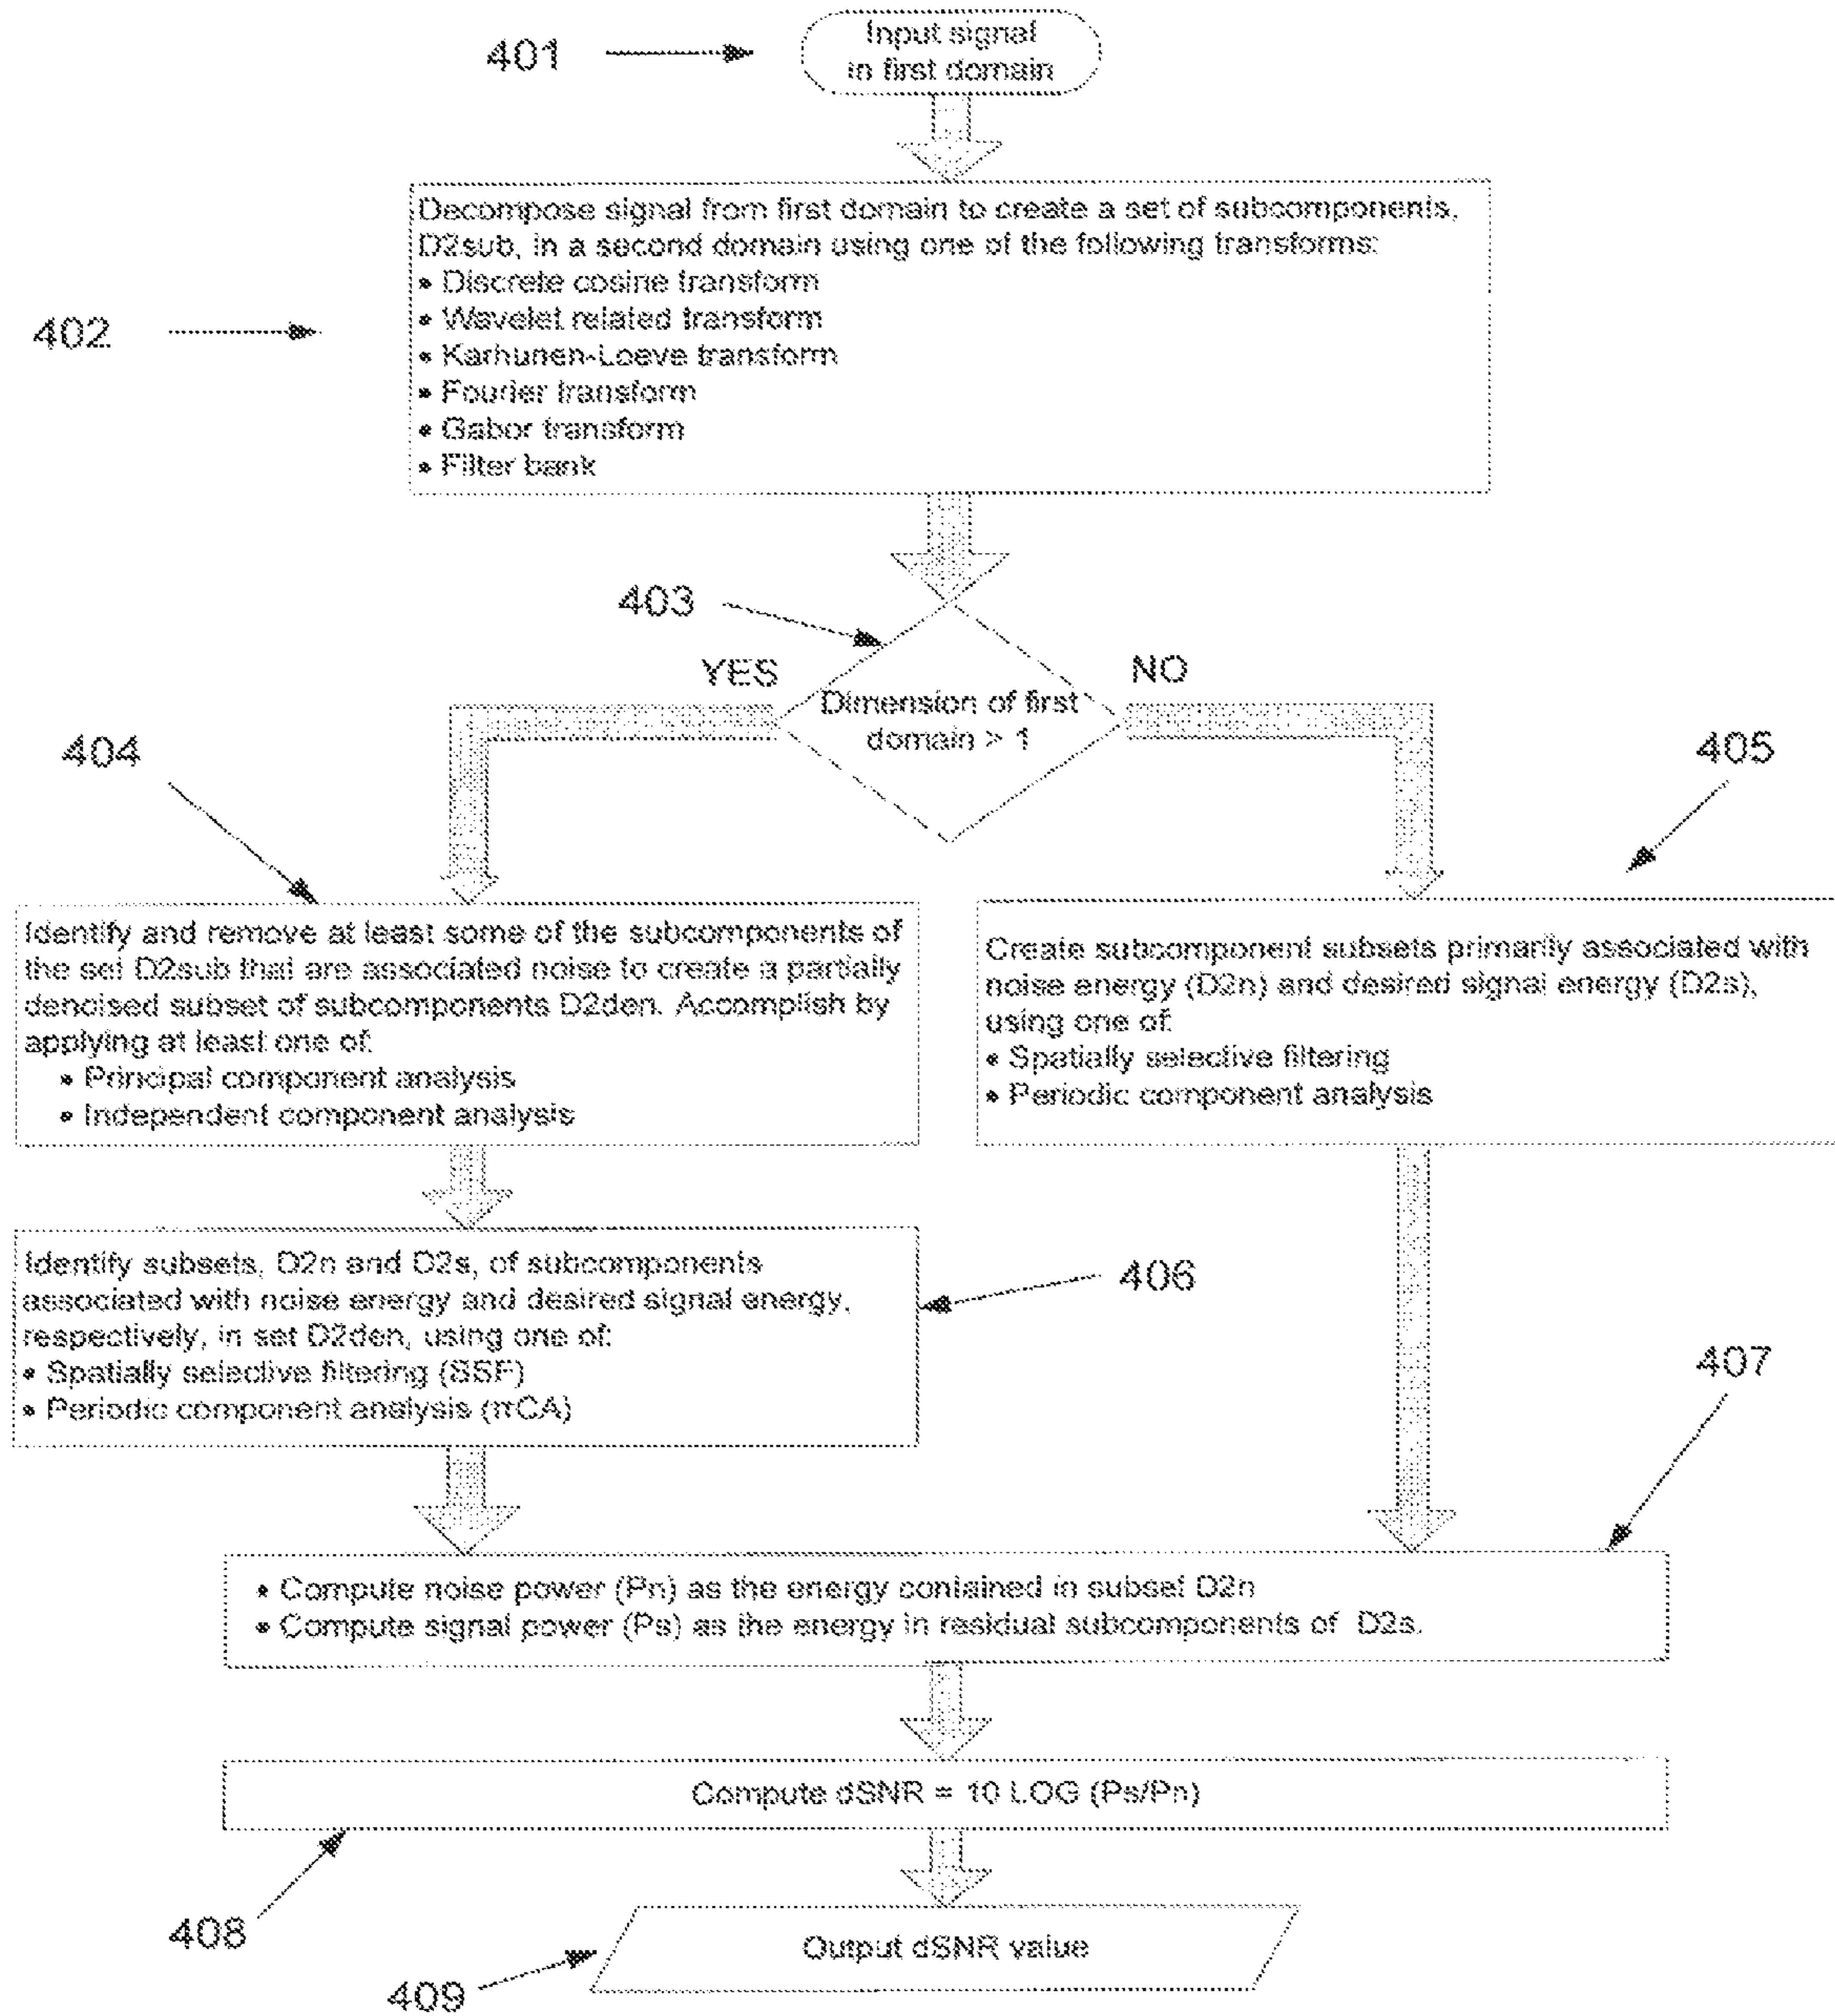 401
Input signal
in first domain
402
Decompose signal from first domain to create a set of subcomponents,
D2sub, in a second domain using one of the following transforms:
• Discrete cosine transform
• Wavelet related transform
• Karhunen-Loeve transform
• Fourier transform
• Gabor transform
• Filter bank
403
YES
NO
Dimension of first
domain > 1
404
405
Identify and remove at least some of the subcomponents of
the set D2sub that are associated noise to create a partially
denoised subset of subcomponents D2den. Accomplish by
applying at least one of:
• Principal component analysis
• Independent component analysis
Create subcomponent subsets primarily associated with
noise energy (D2n) and desired signal energy (D2s),
using one of:
• Spatially selective filtering
• Periodic component analysis
Identify subsets, D2n and D2s, of subcomponents
associated with noise energy and desired signal energy,
respectively, in set D2den, using one of:
• Spatially selective filtering (SSF)
• Periodic component analysis (πCA)
406
407
• Compute noise power (Pn) as the energy contained in subset D2n
• Compute signal power (Ps) as the energy in residual subcomponents of D2s.
Compute dSNR = 10 LOG (Ps/Pn)
408
Output dSNR value
409